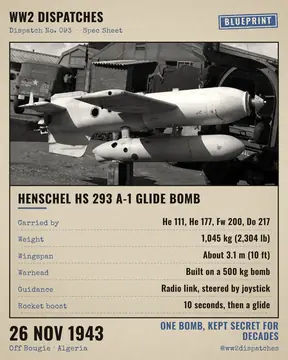 WW2 DISPATCHES
Dispatch No. 093 · Spec Sheet
BLUEPRINT
HENSCHEL HS 293 A-1 GLIDE BOMB
Carried by He 111, He 177, Fw 200, Do 217
Weight 1,045 kg (2,304 lb)
Wingspan About 3.1 m (10 ft)
Warhead Built on a 500 kg bomb
Guidance Radio link, steered by joystick
Rocket boost 10 seconds, then a glide
26 NOV 1943
Off Bougie · Algeria
ONE BOMB, KEPT SECRET FOR
DECADES
@ww2dispatches